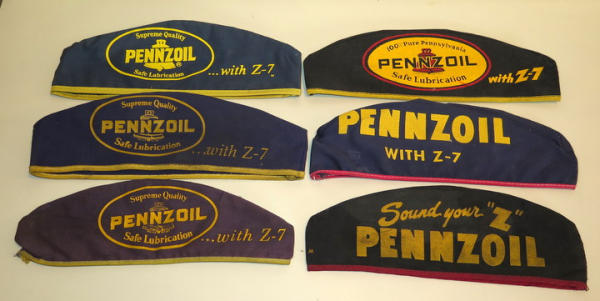 Supreme Quality
PENNZOIL®
Safe Lubrication
...with Z-7
100% Pure Pennsylvania
PENNZOIL
Safe Lubrication
with Z-7
Supreme Quality
PENNZOIL
Safe Lubrication
...with Z-7
PENNZOIL
WITH Z-7
Supreme Quality
PENNZOIL
Safe Lubrication
...with Z-7
Sound your "Z"
PENNZOIL